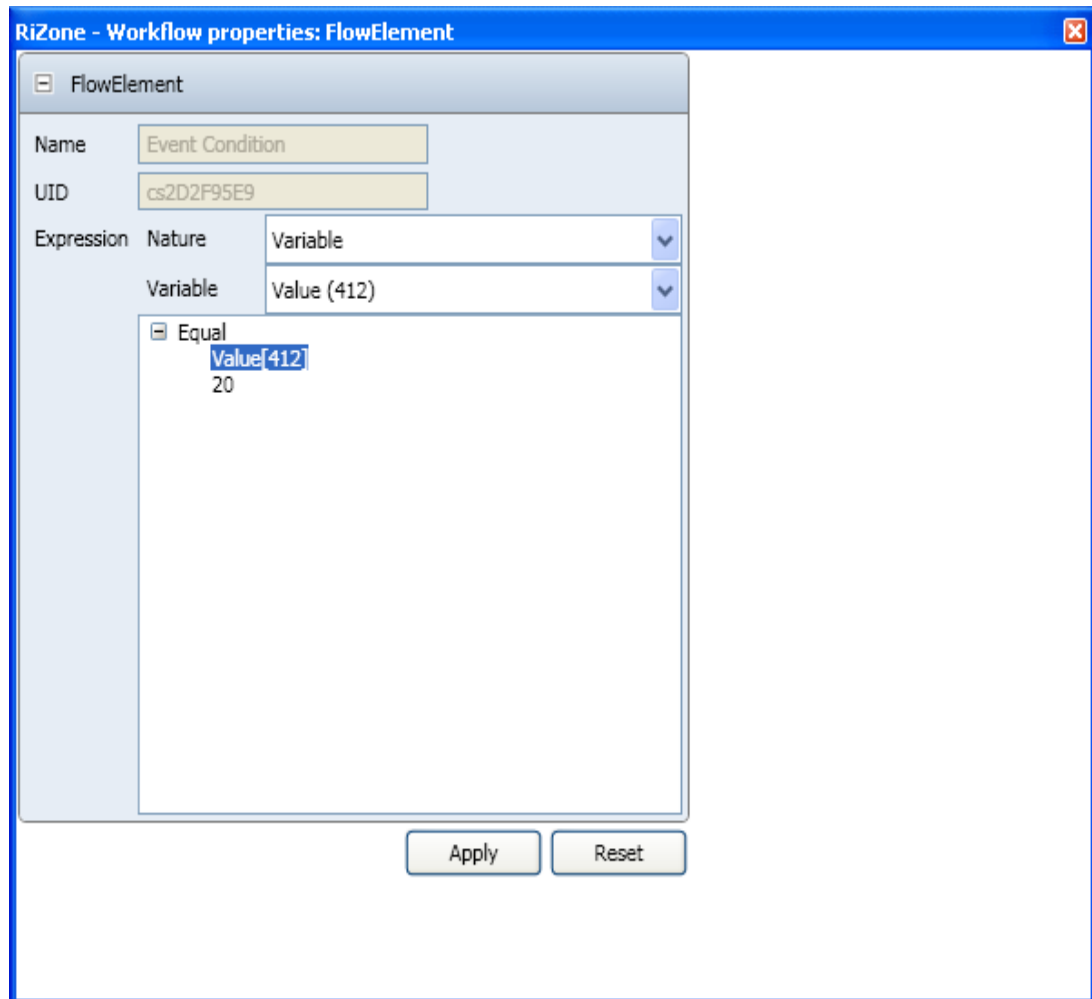 RiZone - Workflow properties: FlowElement
FlowElement
Name Event Condition
UID cs2D2F95E9
Expression Nature Variable
Variable Value (412)
Equal
Value[412]
20
Apply Reset